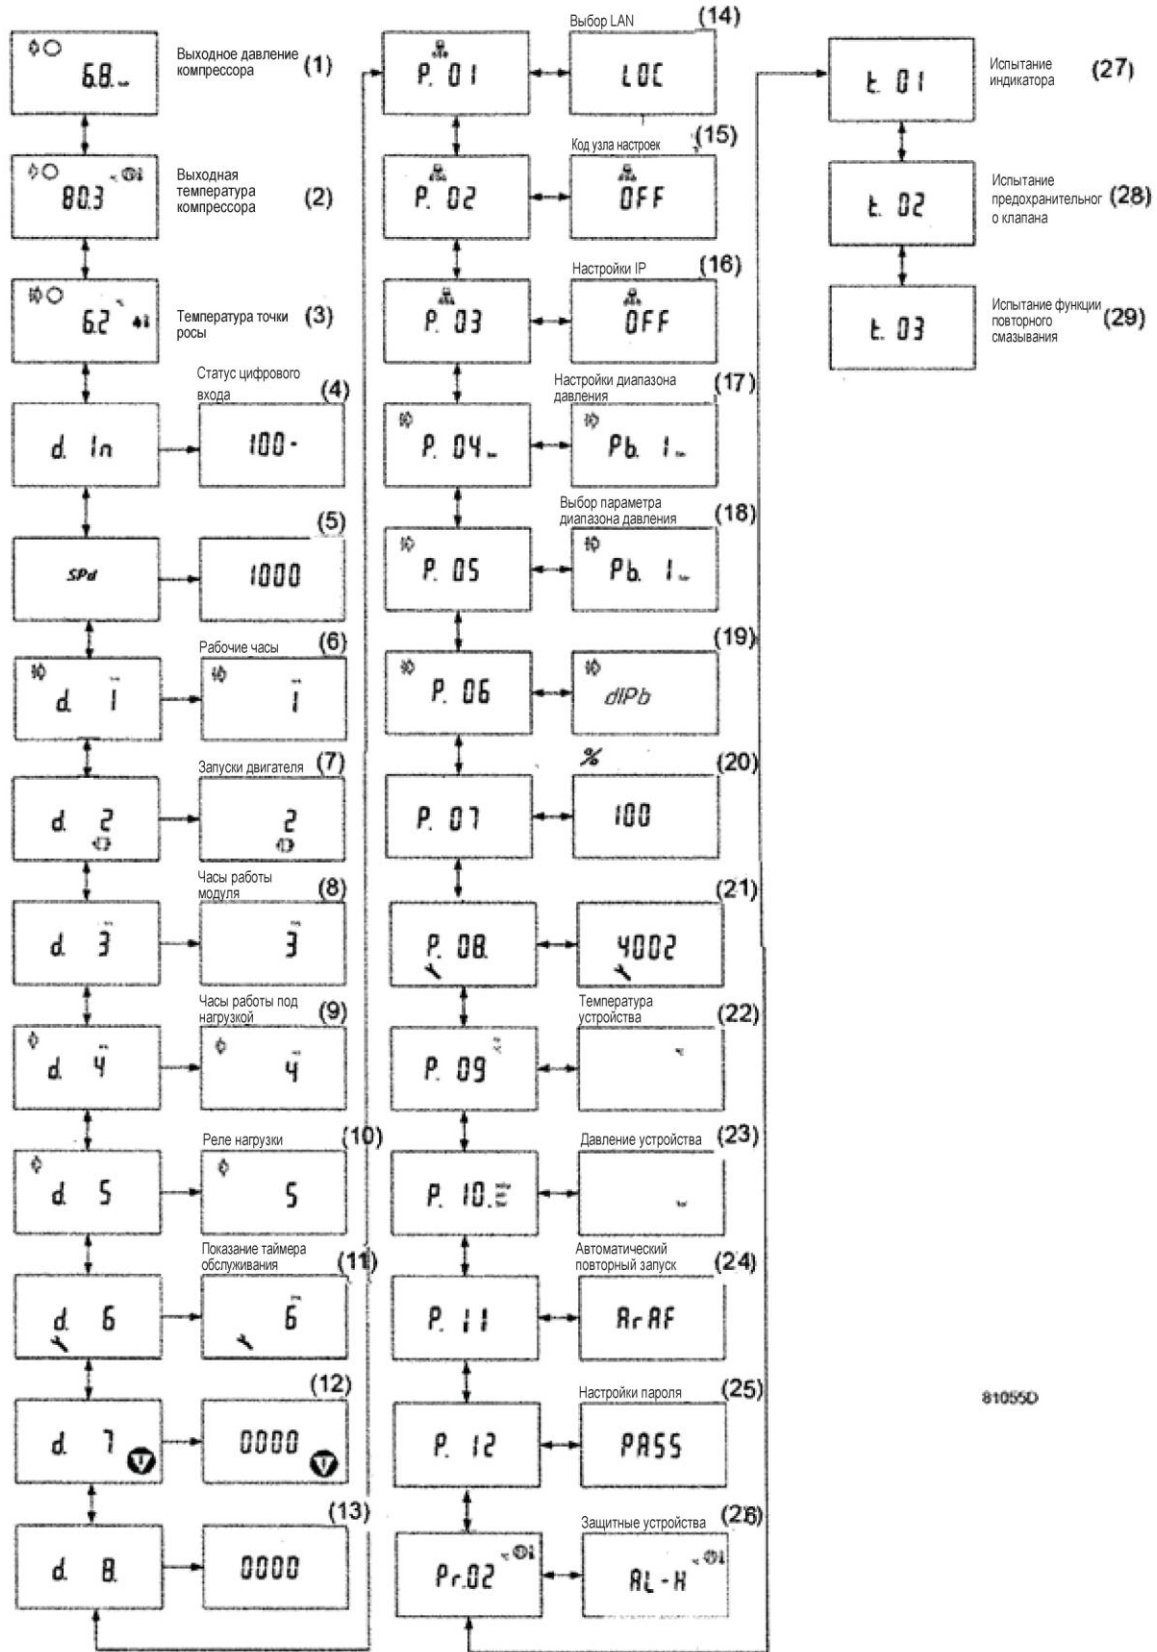 Выходное давление
компрессора
(1)
6.8
Выходная
температура
компрессора
(2)
80.3
Температура точки
росы
(3)
6.2
Статус цифрового
входа
(4)
d. In
100-
(5)
SPd
1000
Рабочие часы
(6)
d. 1
1
Запуски двигателя
(7)
d. 2
2
Часы работы
модуля
(8)
d. 3
3
Часы работы под
нагрузкой
(9)
d. 4
4
Реле нагрузки
(10)
d. 5
5
Показание таймера
обслуживания
(11)
d. 6
6
(12)
d. 7
0000
(13)
d. 8.
0000
Выбор LAN
(14)
P. 01
LOC
Код узла настроек
(15)
P. 02
OFF
Настройки IP
(16)
P. 03
OFF
Настройки диапазона
давления
(17)
P. 04
Pb. 1
Выбор параметра
диапазона давления
(18)
P. 05
Pb. 1
(19)
P. 06
dIPb
%
(20)
P. 07
100
(21)
P. 08.
4002
Температура
устройства
(22)
P. 09
Давление устройства
(23)
P. 10.
Автоматический
повторный запуск
(24)
P. 11
ArAF
Настройки пароля
(25)
P. 12
PASS
Защитные устройства
(26)
Pr.02
AL-H
t. 01
Испытание
индикатора
(27)
t. 02
Испытание
предохранительног
о клапана
(28)
t. 03
Испытание функции
повторного
смазывания
(29)
81055D